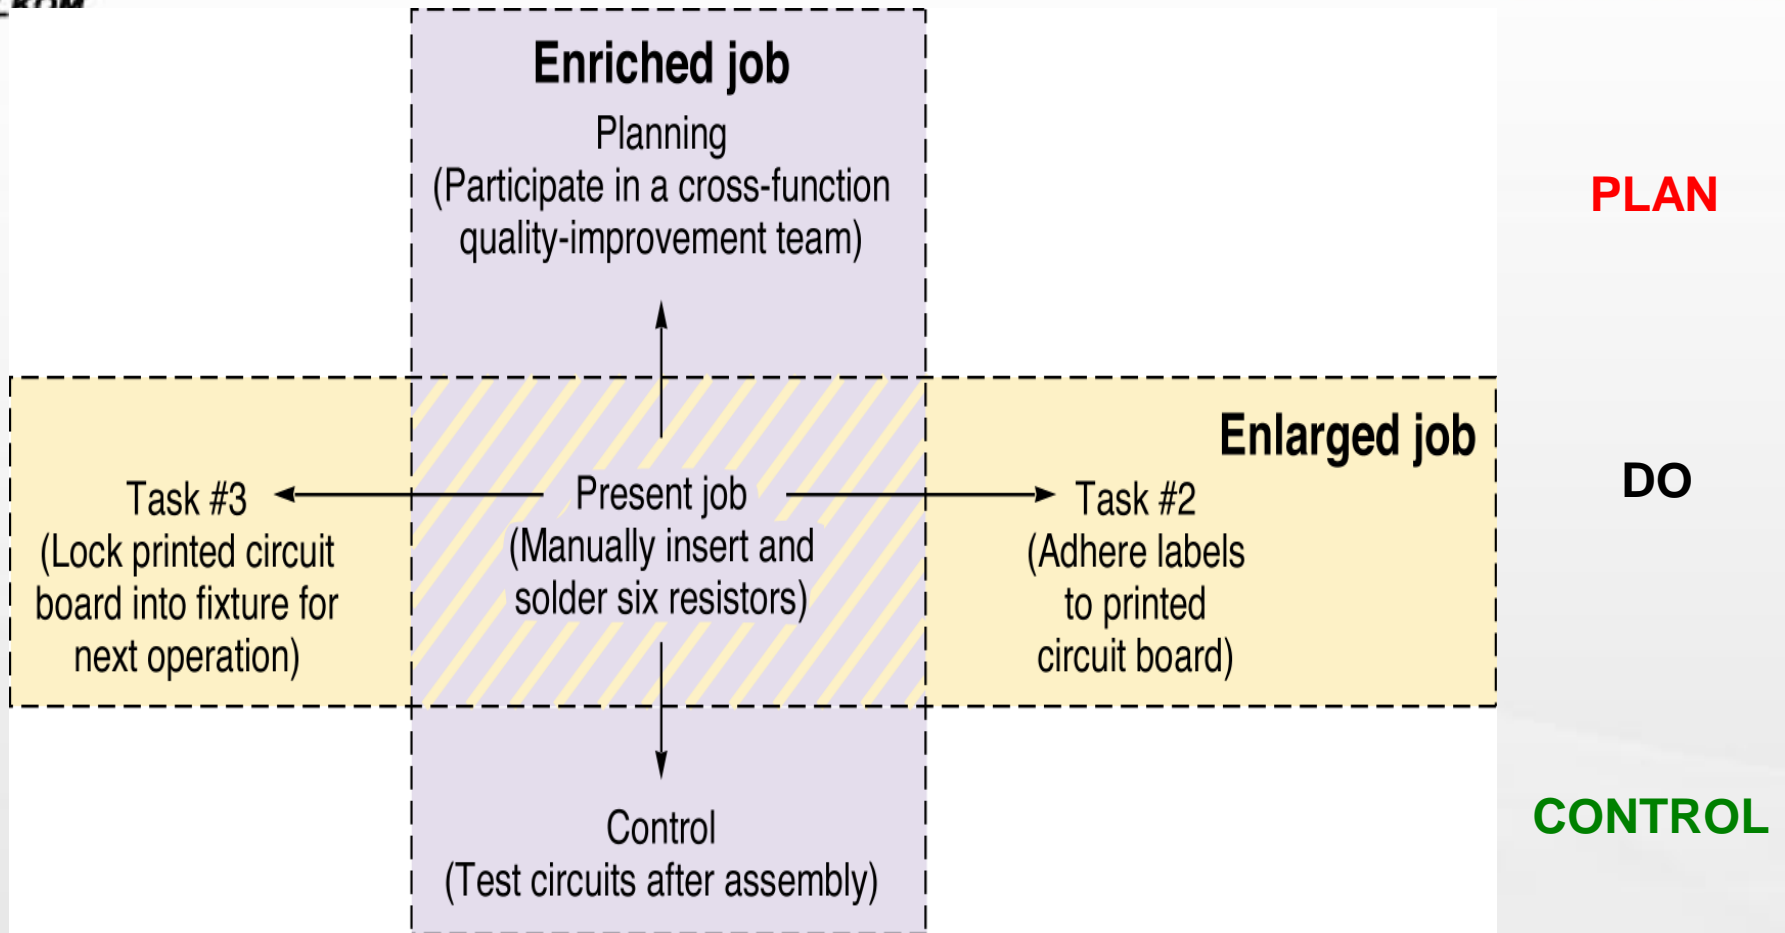 Enriched job
Planning
(Participate in a cross-function
quality-improvement team)
PLAN
Enlarged job
Task #3
(Lock printed circuit
board into fixture for
next operation)
Present job
(Manually insert and
solder six resistors)
Task #2
(Adhere labels
to printed
circuit board)
DO
Control
(Test circuits after assembly)
CONTROL